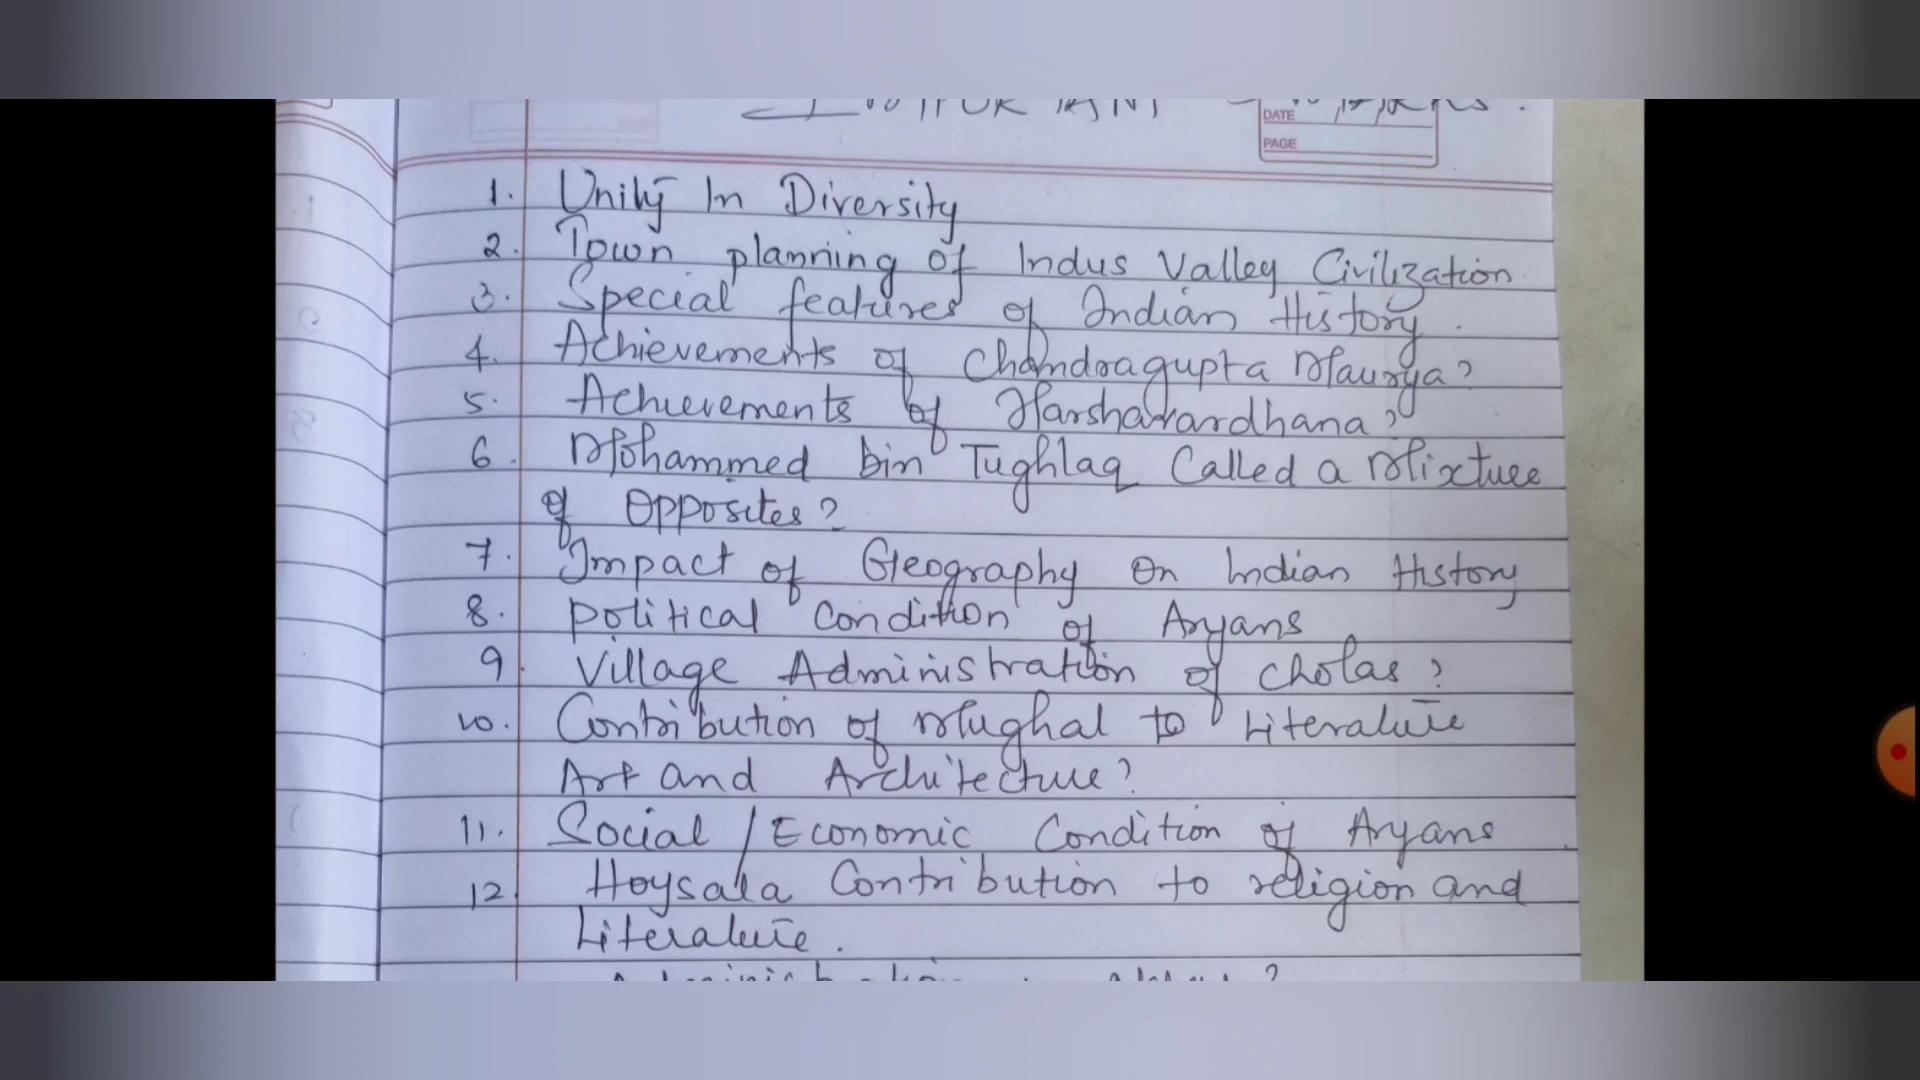 IMPORTANT
DATE
PAGE
1. Unity In Diversity
2. Town planning of Indus Valley Civilization
3. Special features of Indian History.
4. Achievements of Chandragupta Maurya?
5. Achievements of Harshavardhana?
6. Mohammed bin Tughlaq Called a Mixture
of Opposites?
7. Impact of Geography On Indian History
8. Political Condition of Aryans
9. Village Administration of Cholas?
10. Contribution of Mughal to Literature
Art and Architecture?
11. Social / Economic Condition of Aryans
12. Hoysala Contribution to religion and
Literature.